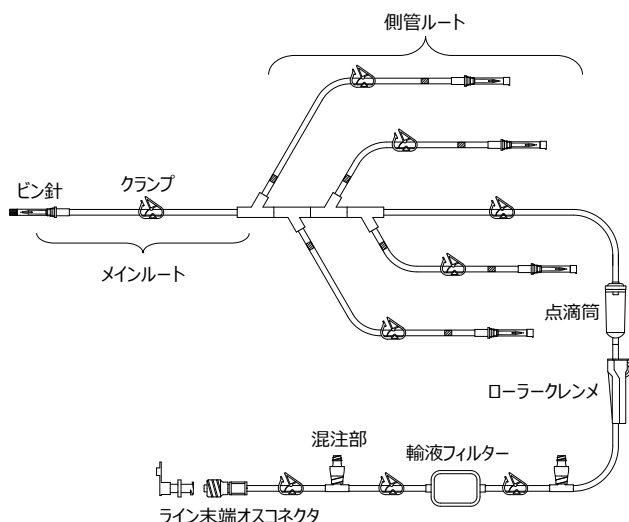 側管ルート
ビン針
クランプ
メインルート
点滴筒
ローラークレンメ
混注部
輸液フィルター
ライン末端オスコネクタ